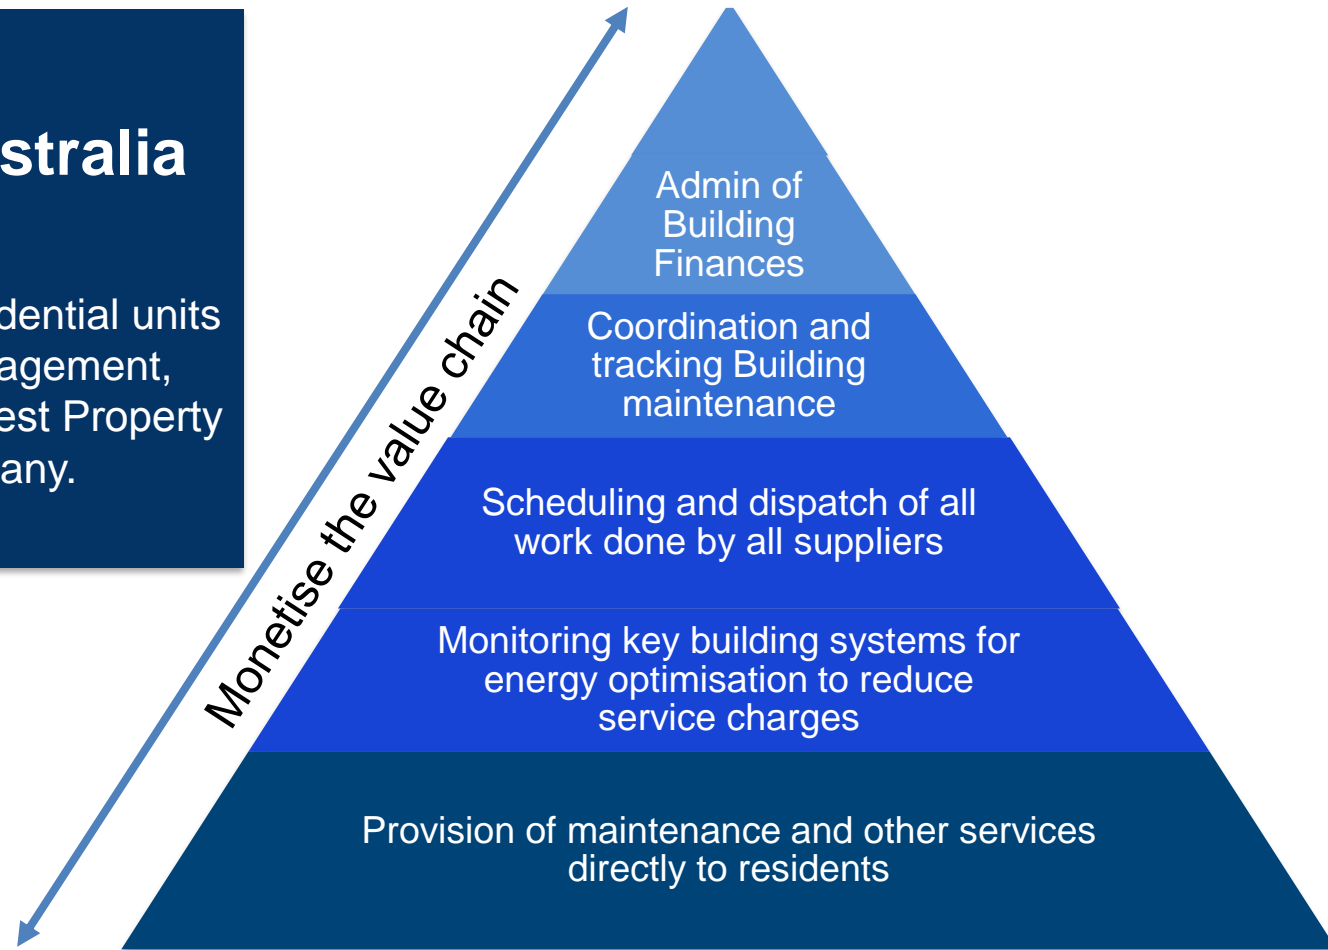 stralia
dential units
agement,
est Property
any.
Monetise the value chain
Admin of
Building
Finances
Coordination and
tracking Building
maintenance
Scheduling and dispatch of all
work done by all suppliers
Monitoring key building systems for
energy optimisation to reduce
service charges
Provision of maintenance and other services
directly to residents